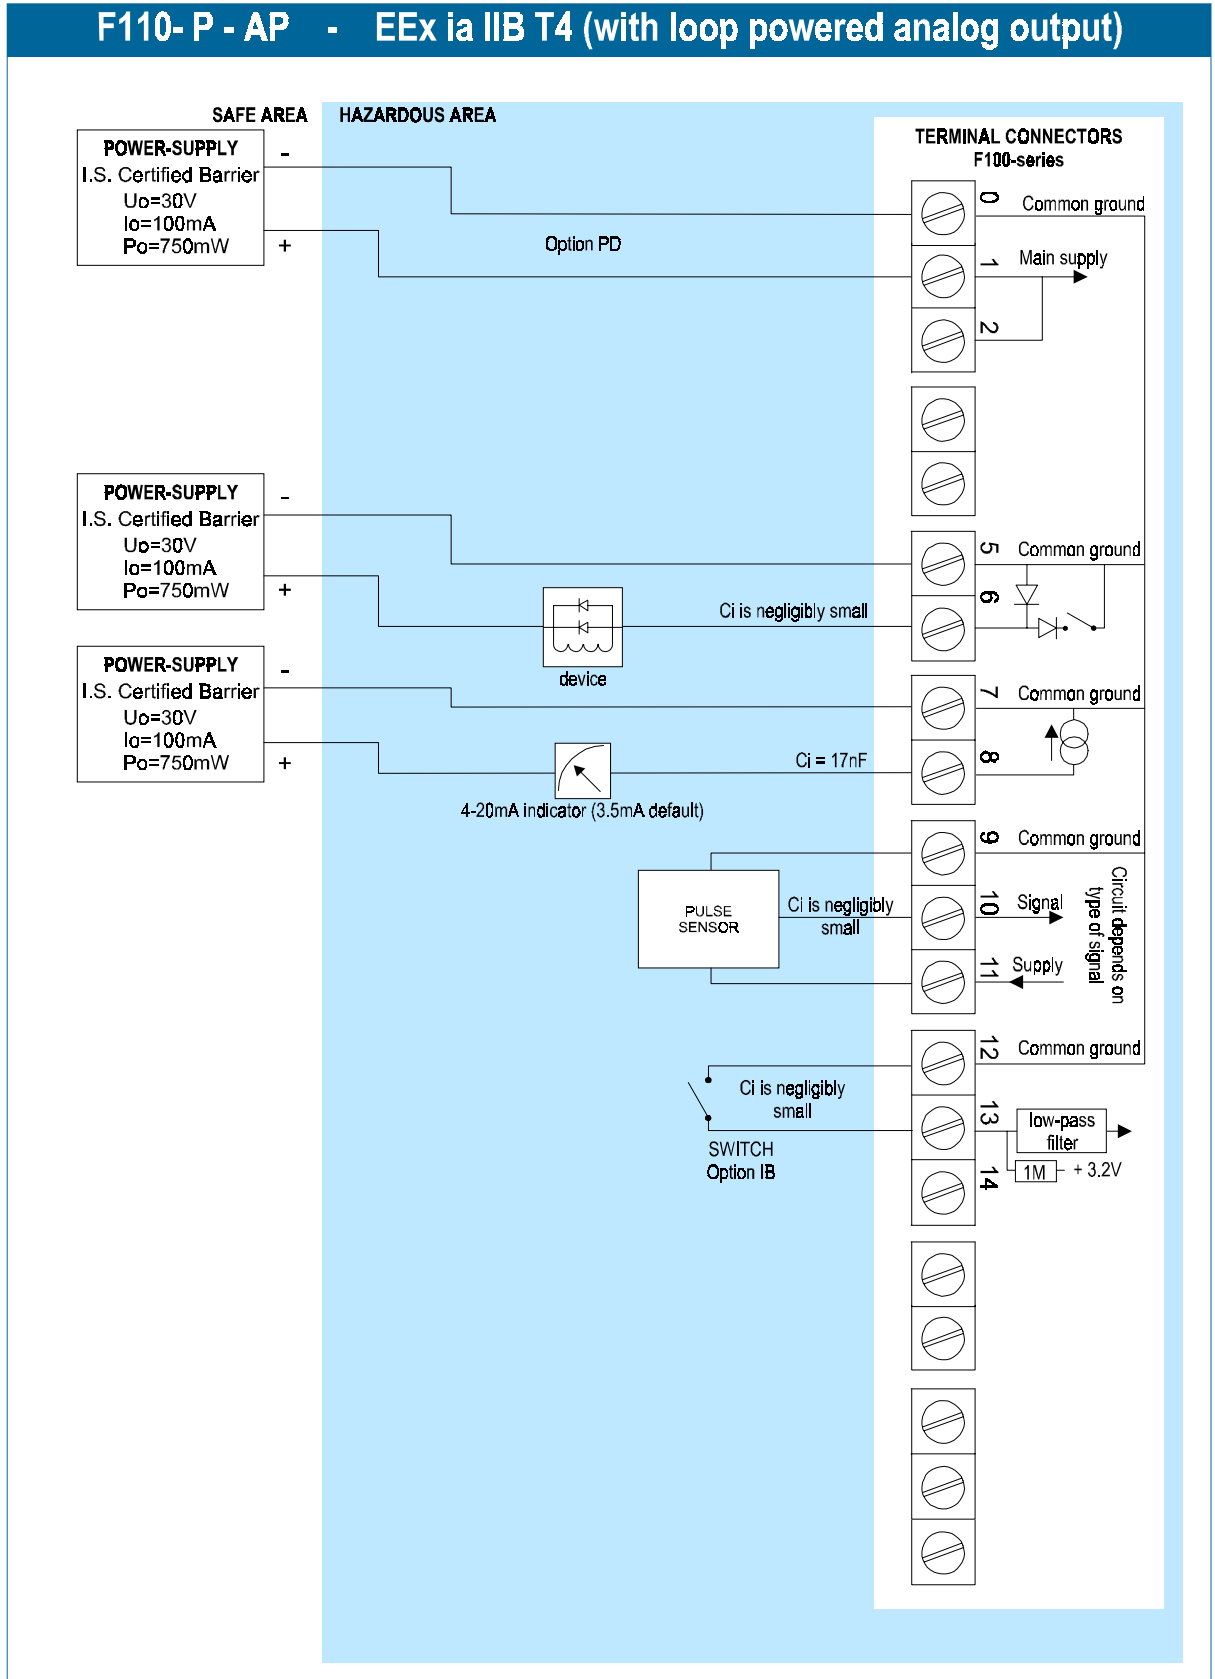 F110- P - AP - EEx ia IIB T4 (with loop powered analog output)
SAFE AREA
HAZARDOUS AREA
TERMINAL CONNECTORS
F100-series
POWER-SUPPLY
I.S. Certified Barrier
Uo=30V
Io=100mA
Po=750mW
-
+
Option PD
0
Common ground
1
Main supply
2
POWER-SUPPLY
I.S. Certified Barrier
Uo=30V
Io=100mA
Po=750mW
-
+
device
Ci is negligibly small
5
Common ground
6
POWER-SUPPLY
I.S. Certified Barrier
Uo=30V
Io=100mA
Po=750mW
-
+
4-20mA indicator (3.5mA default)
Ci = 17nF
7
Common ground
8
PULSE
SENSOR
Ci is negligibly
small
9
Common ground
10
Signal
11
Supply
Circuit depends on
type of signal
SWITCH
Option IB
Ci is negligibly
small
12
Common ground
13
low-pass
filter
1M
+ 3.2V
14